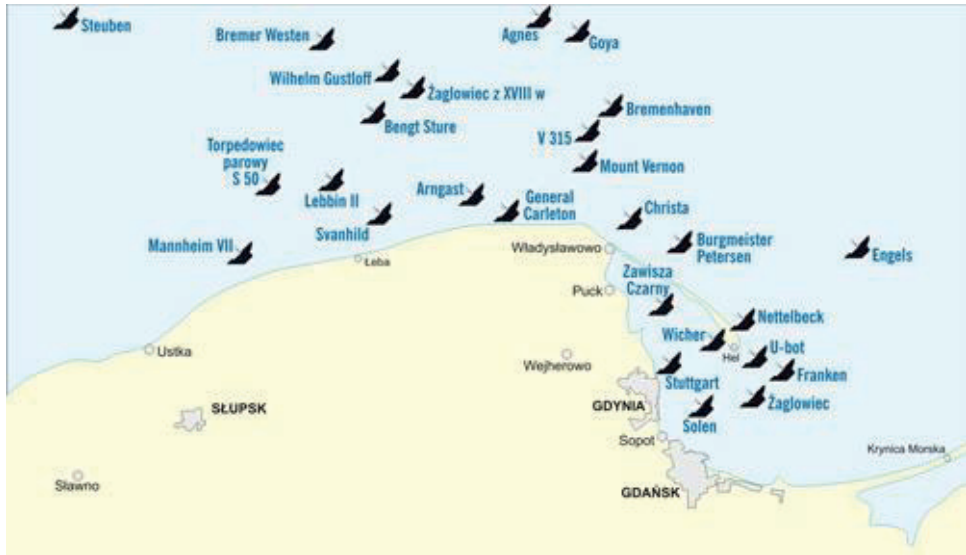 Steuben
Bremer Westen
Agnes
Goya
Wilhelm Gustloff
Żaglowiec z XVIII w
Bengt Sture
Bremenhaven
V 315
Mount Vernon
Torpedowiec
parowy
S 50
Lebbin II
Svanhild
Arngast
General
Carleton
Christa
Mannheim VII
Łeba
Władysławowo
Burgmeister
Petersen
Engels
Zawisza
Czarny
Puck
Nettelbeck
Wicher
Hel
U-bot
Franken
Ustka
Wejherowo
Stuttgart
Żaglowiec
SŁUPSK
GDYNIA
Solen
Sopot
Krynica Morska
Sławno
GDAŃSK